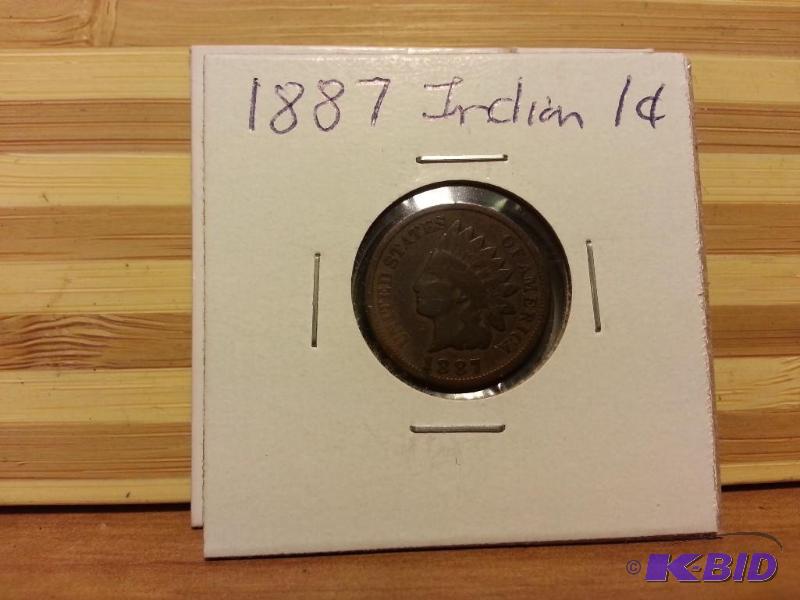 1887 Indian 1¢
UNITED STATES OF AMERICA
1887
© K-BID